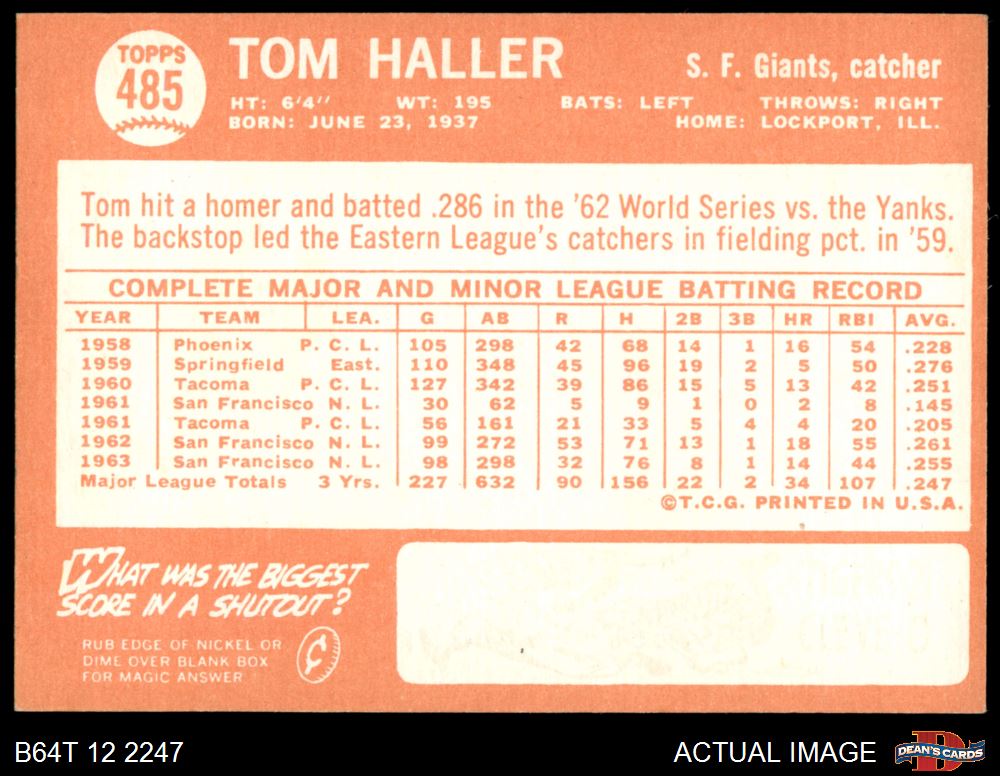 TOPPS
485
TOM HALLER
S. F. Giants, catcher
HT: 6'4" WT: 195 BATS: LEFT THROWS: RIGHT
BORN: JUNE 23, 1937 HOME: LOCKPORT, ILL.
Tom hit a homer and batted .286 in the '62 World Series vs. the Yanks.
The backstop led the Eastern League's catchers in fielding pct. in '59.
COMPLETE MAJOR AND MINOR LEAGUE BATTING RECORD
YEAR TEAM LEA. G AB R H 2B 3B HR RBI AVG.
1958 Phoenix P. C. L. 105 298 42 68 14 1 16 54 .228
1959 Springfield East. 110 348 45 96 19 2 5 50 .276
1960 Tacoma P. C. L. 127 342 39 86 15 5 13 42 .251
1961 San Francisco N. L. 30 62 5 9 1 0 2 8 .145
1961 Tacoma P. C. L. 56 161 21 33 5 4 4 20 .205
1962 San Francisco N. L. 99 272 53 71 13 1 18 55 .261
1963 San Francisco N. L. 98 298 32 76 8 1 14 44 .255
Major League Totals 3 Yrs. 227 632 90 156 22 2 34 107 .247
©T.C.G. PRINTED IN U.S.A.
WHAT WAS THE BIGGEST
SCORE IN A SHUTOUT?
RUB EDGE OF NICKEL OR
DIME OVER BLANK BOX
FOR MAGIC ANSWER
¢
B64T 12 2247
ACTUAL IMAGE
D
DEAN'S CARDS